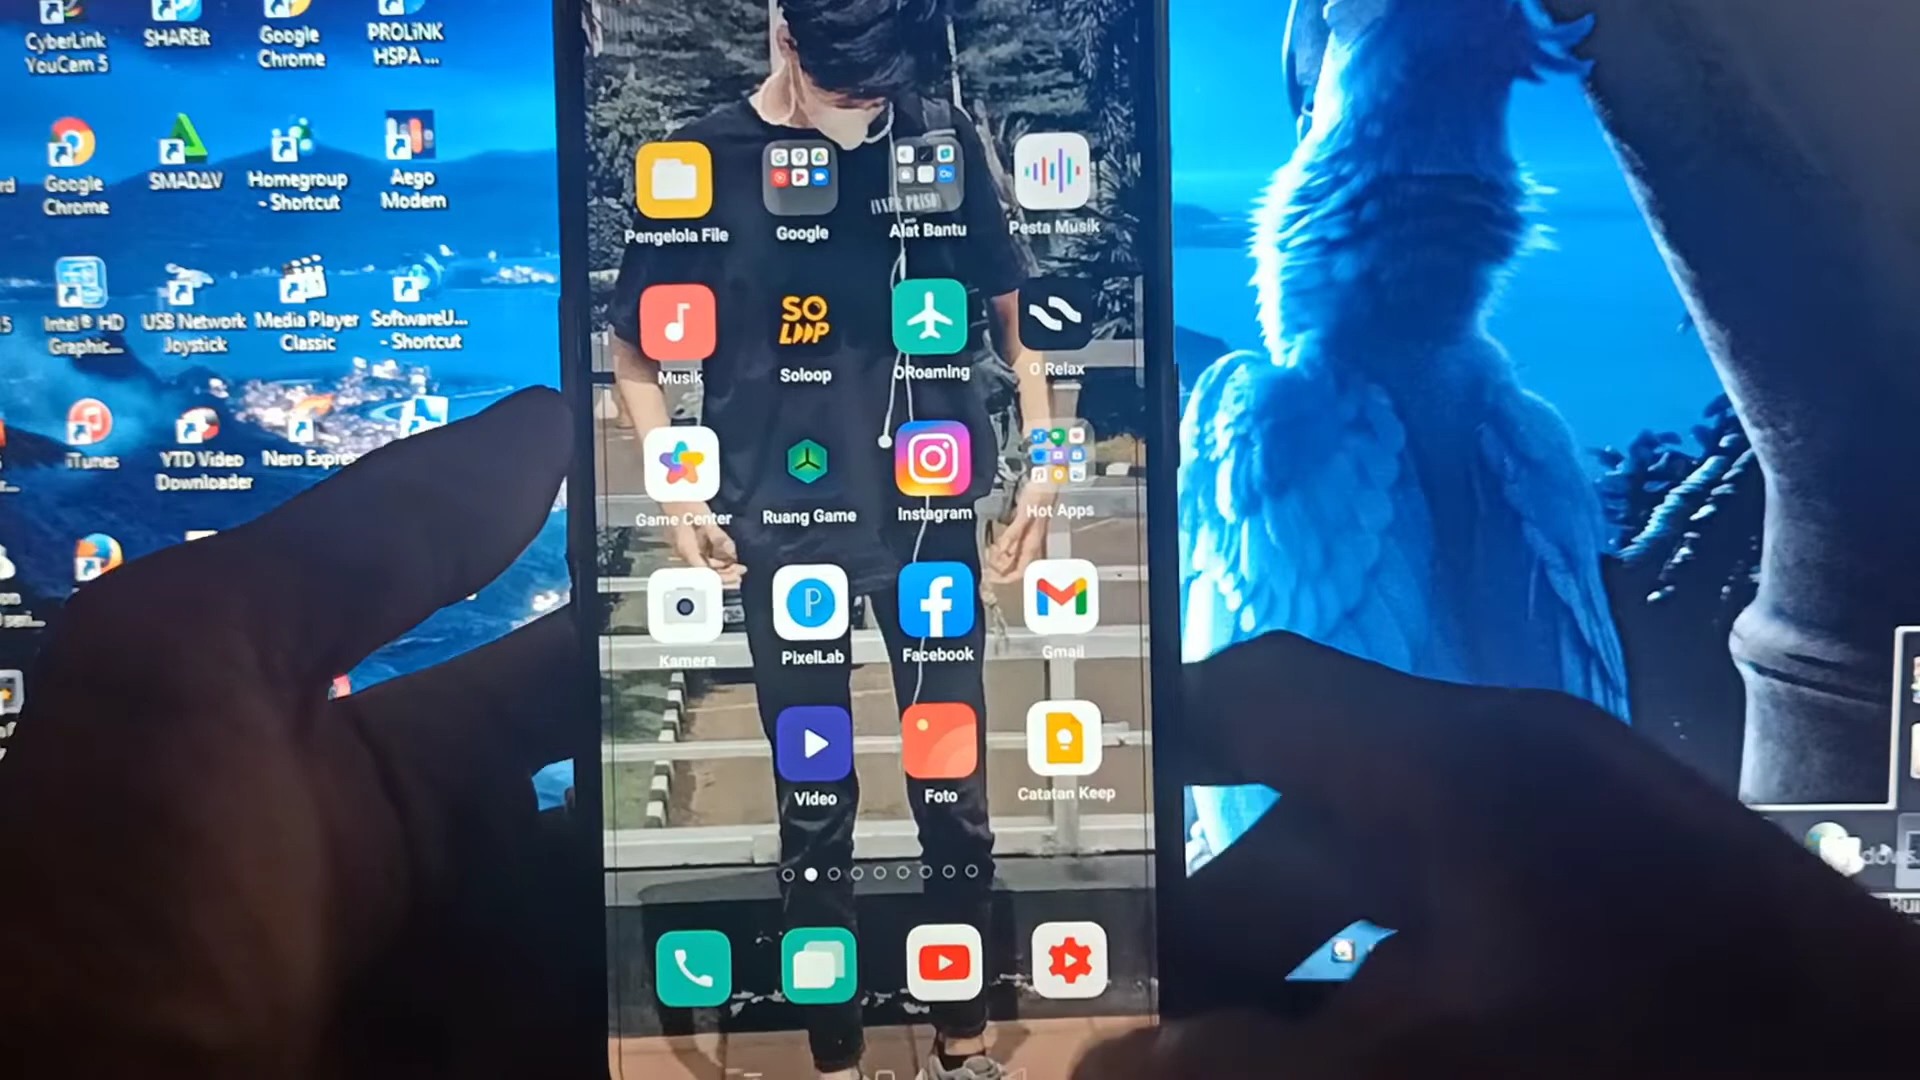 CyberLink
YouCam 5
SHAREit
Google
Chrome
PROLiNK
HSPA ...
Google
Chrome
SMADAV
Homegroup
- Shortcut
Aego
Modem
Intel® HD
Graphic...
USB Network
Joystick
Media Player
Classic
SoftwareU...
- Shortcut
iTunes
YTD Video
Downloader
Nero Expre
Pengelola File
Google
Alat Bantu
Pesta Musik
Musik
SO
LOOP
Soloop
ORoaming
O Relax
Game Center
Ruang Game
Instagram
Hot Apps
Kamera
P
PixelLab
Facebook
Gmail
Video
Foto
Catatan Keep